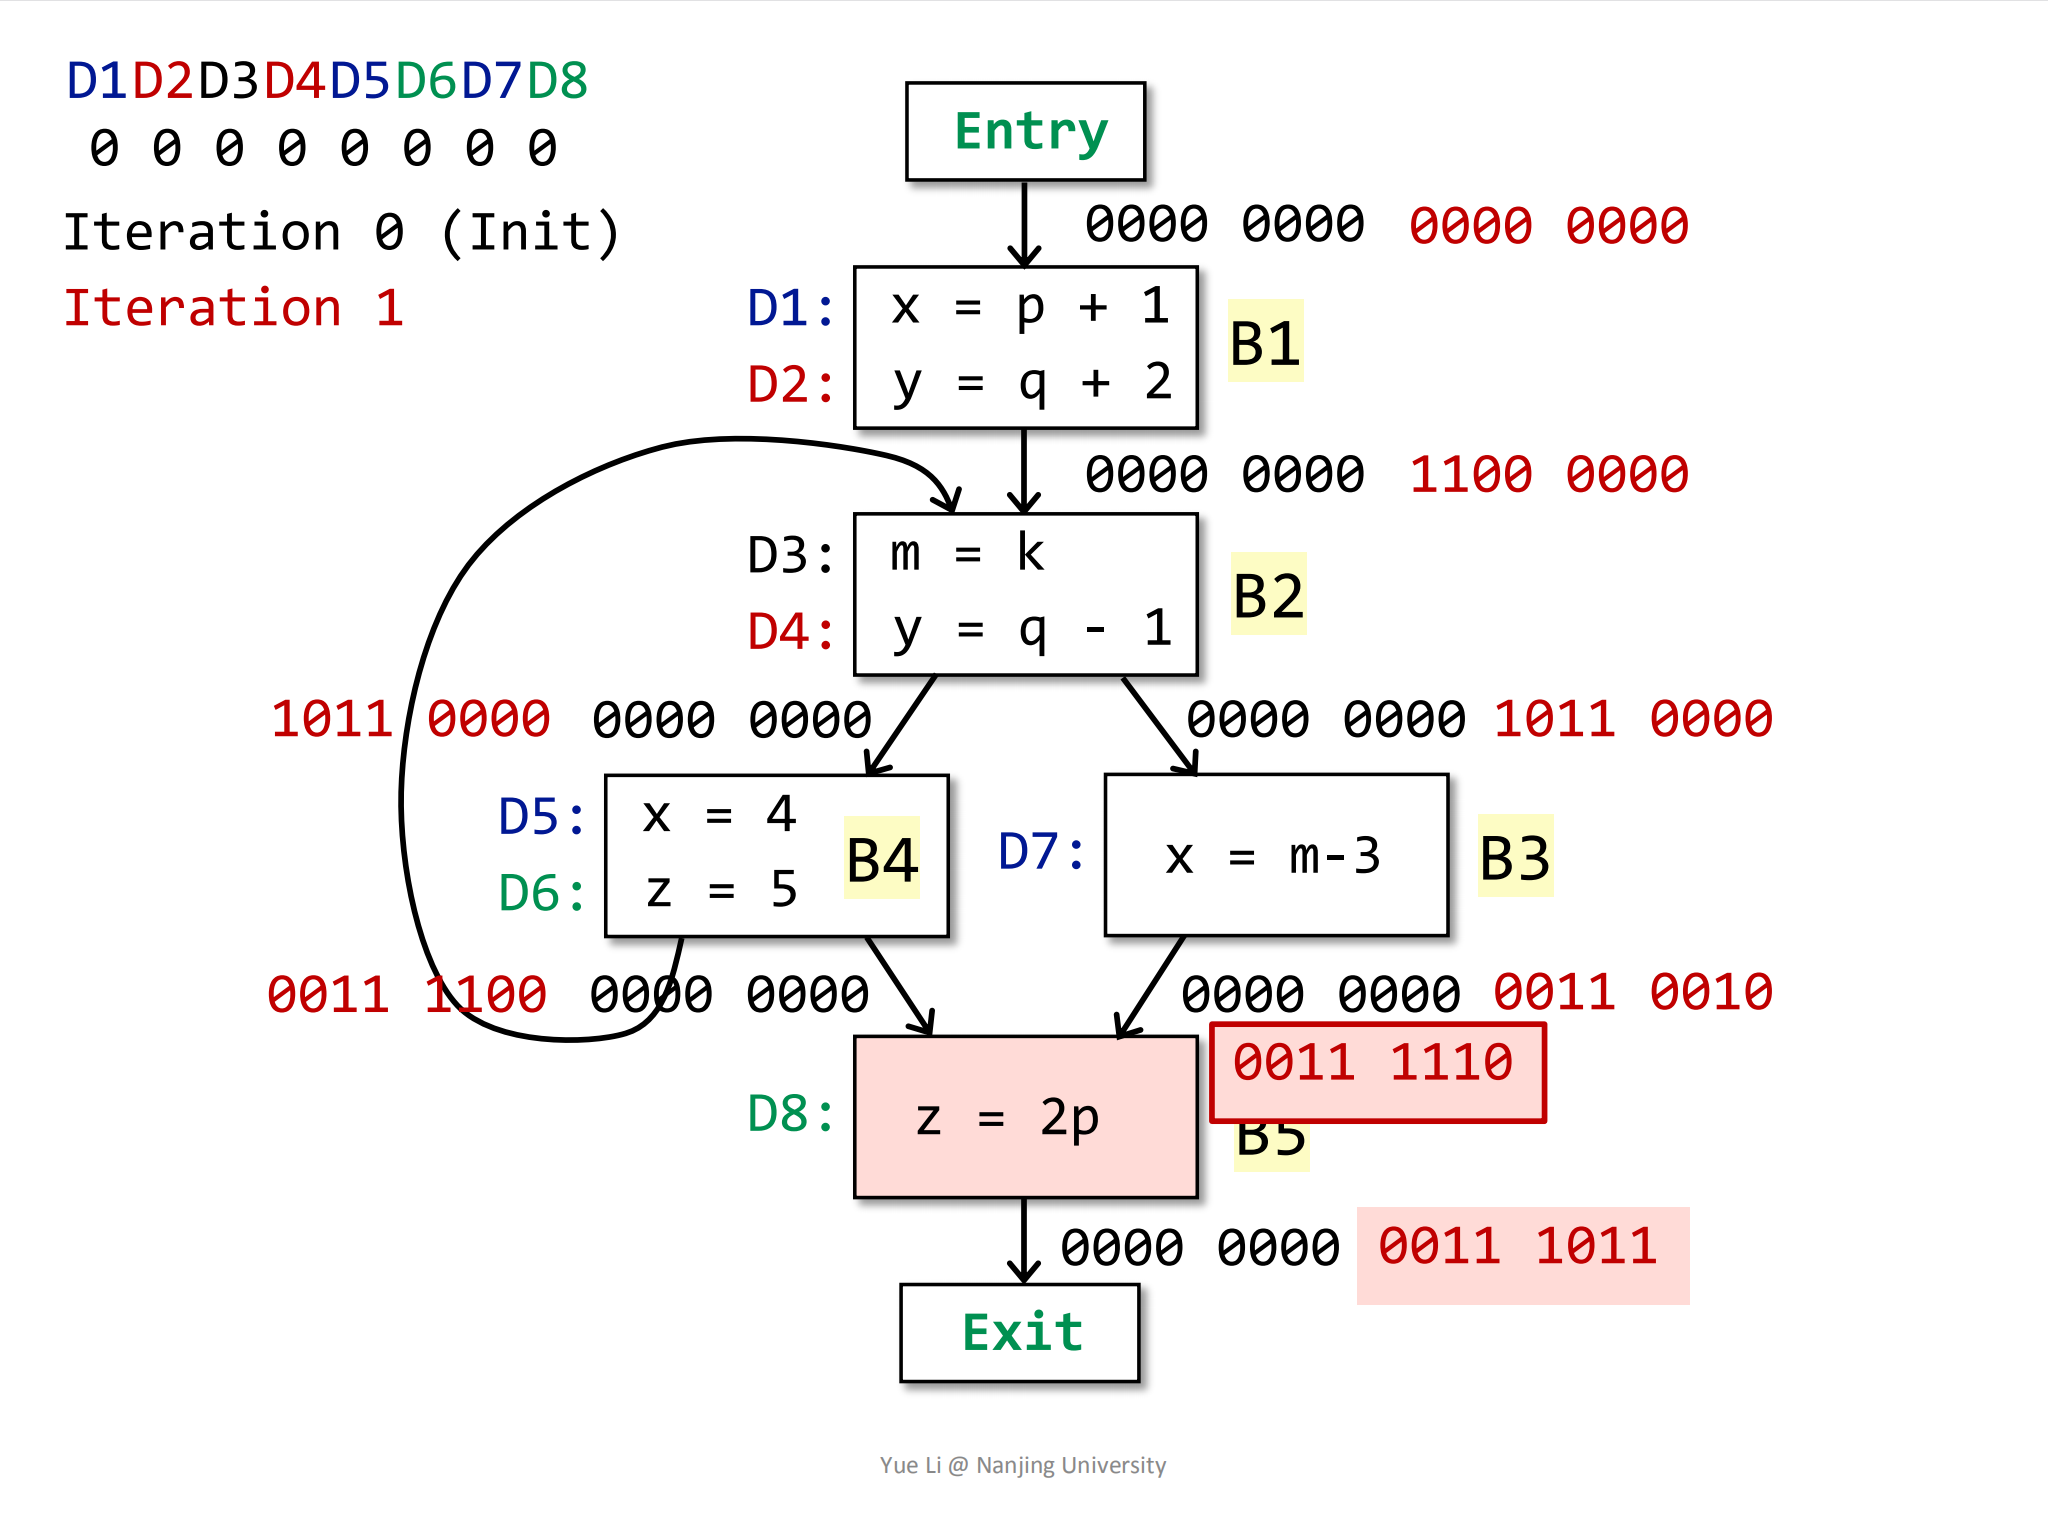 D1D2D3D4D5D6D7D8
0 0 0 0 0 0 0 0
Iteration 0 (Init)
Iteration 1
Entry
0000 0000 0000 0000
D1: x = p + 1
B1
D2: y = q + 2
0000 0000 1100 0000
D3: m = k
B2
D4: y = q - 1
1011 0000 0000 0000
0000 0000 1011 0000
D5: x = 4
B4
D6: z = 5
D7: x = m-3
B3
0011 1100 0000 0000
0000 0000 0011 0010
0011 1110
D8: z = 2p
B5
0000 0000 0011 1011
Exit
Yue Li @ Nanjing University